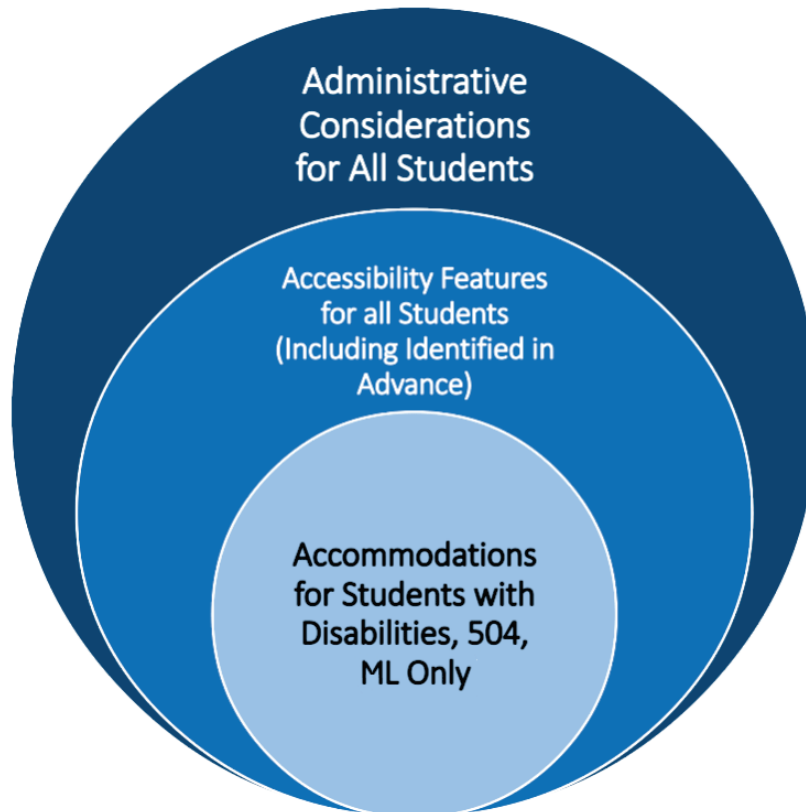 Administrative
Considerations
for All Students
Accessibility Features
for all Students
(Including Identified in
Advance)
Accommodations
for Students with
Disabilities, 504,
ML Only